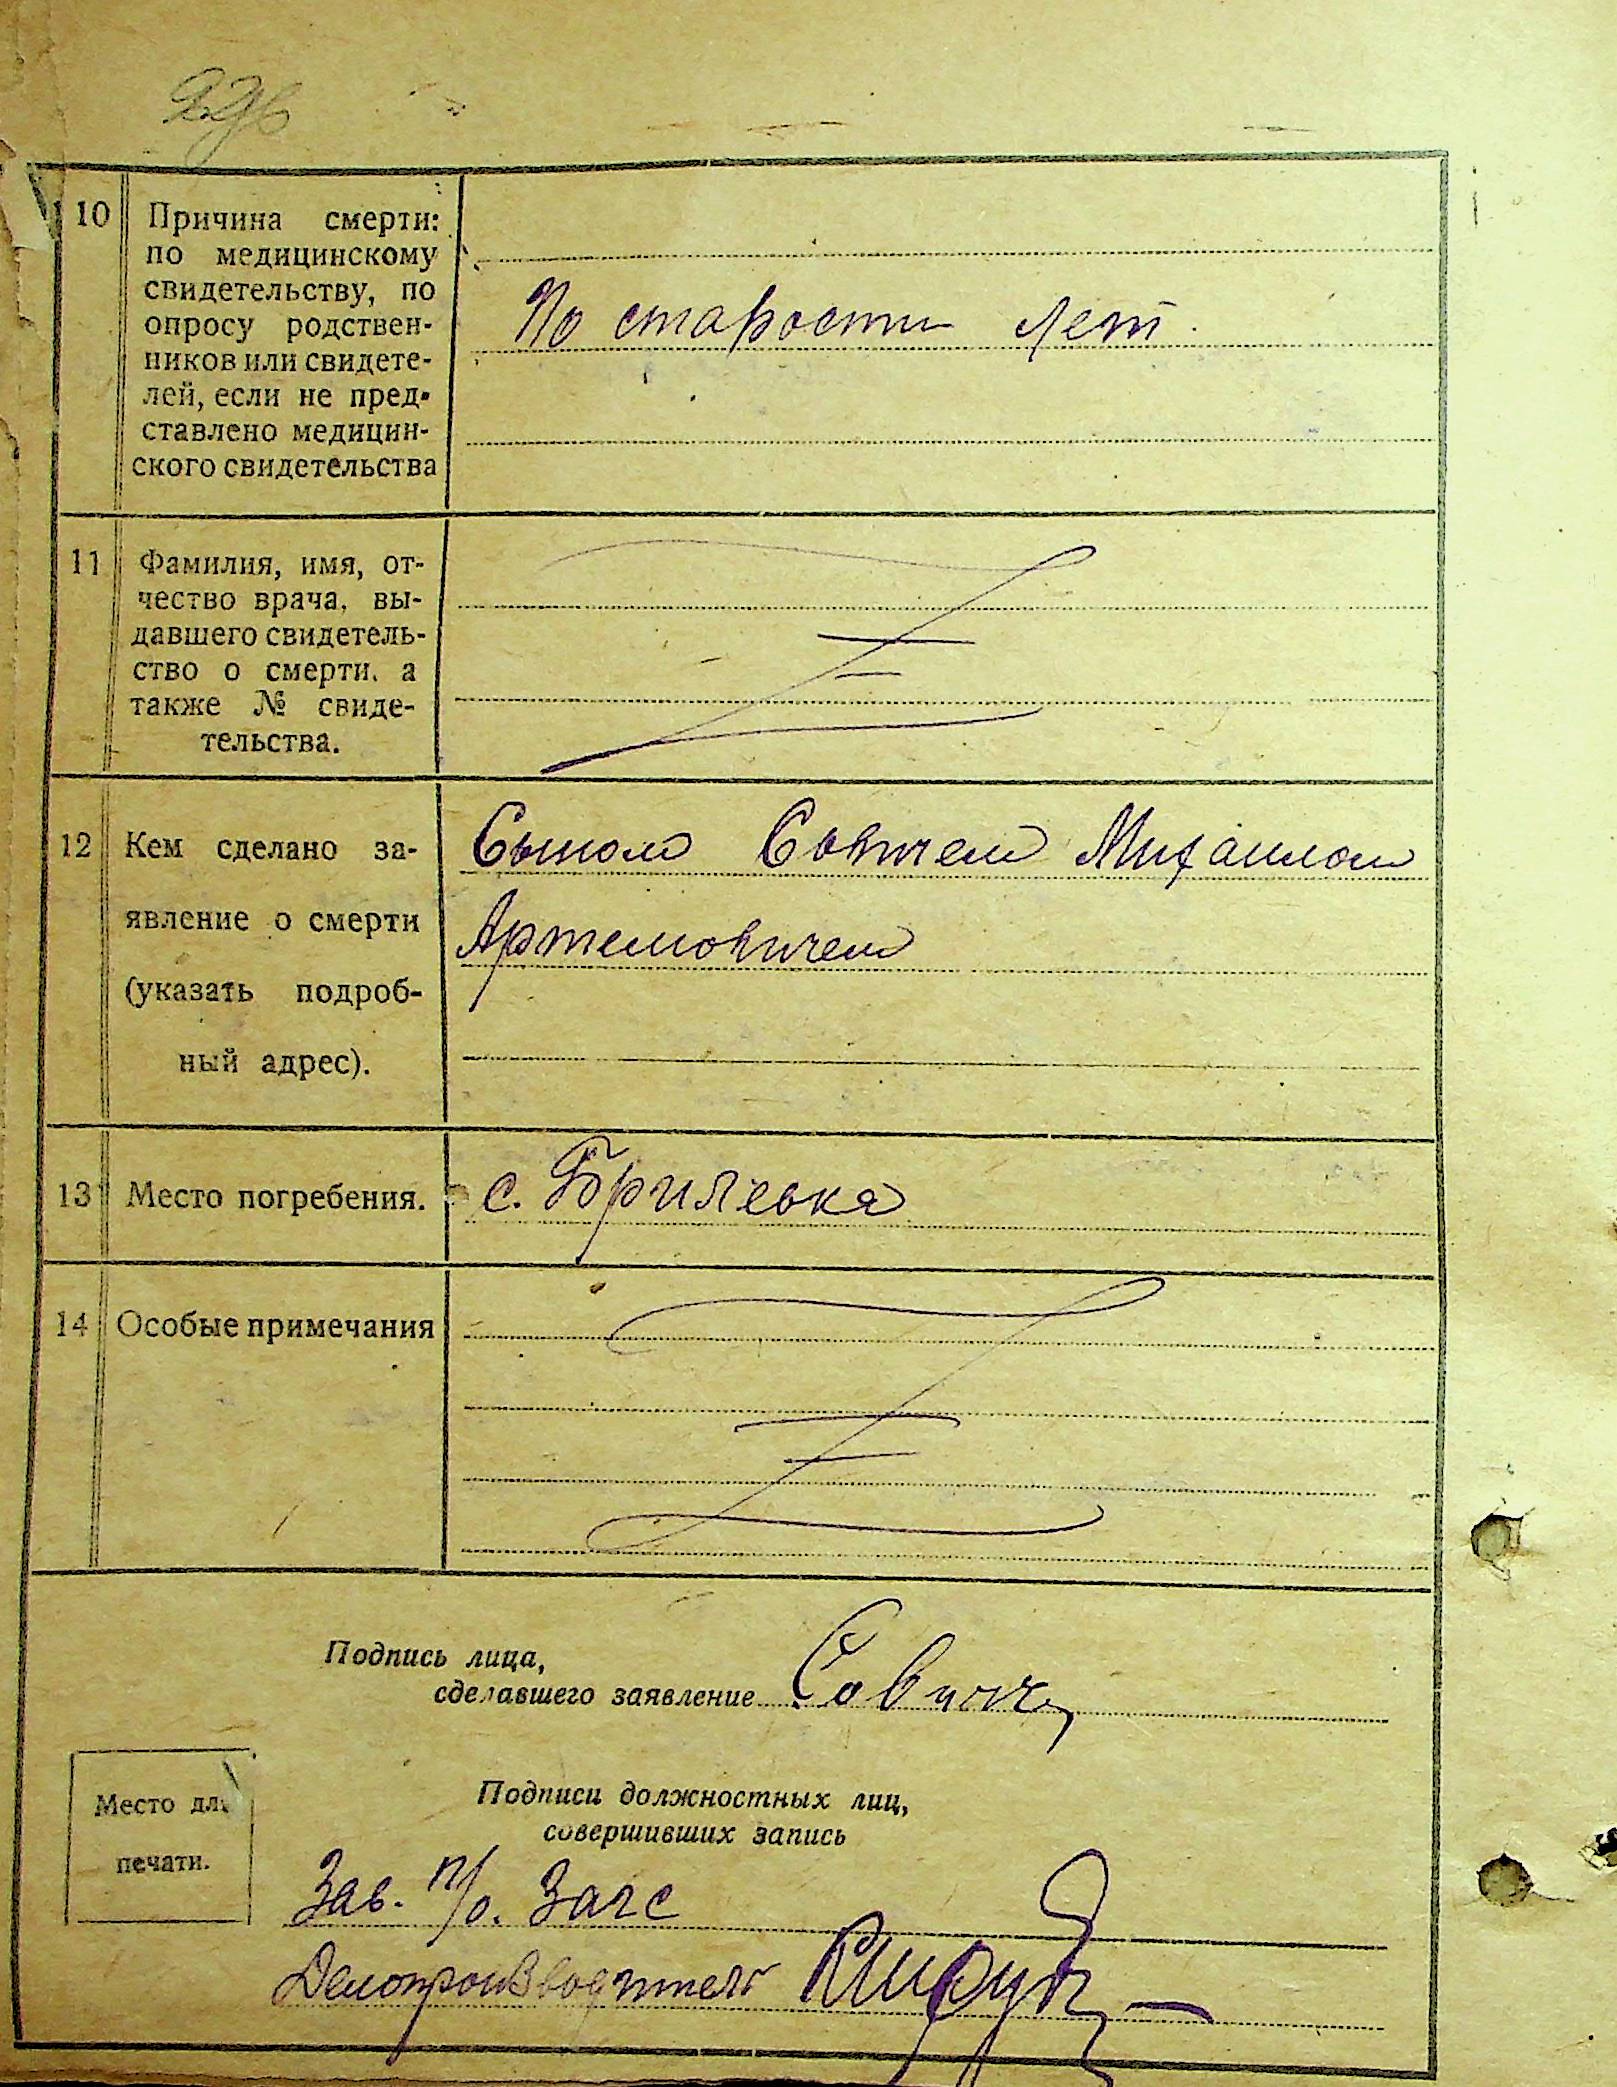 10 Причина смерти:
по медицинскому
свидетельству, по
опросу родствен-
ников или свидете-
лей, если не пред-
ставлено медицин-
ского свидетельства
По старости лет.
11 Фамилия, имя, от-
чество врача, вы-
давшего свидетель-
ство о смерти, а
также № свиде-
тельства.
12 Кем сделано за-
явление о смерти
(указать подроб-
ный адрес).
Сыном Савичем Михаилом
Артемовичем
13 Место погребения. с. Брилевка
14 Особые примечания
Подпись лица,
сделавшего заявление Савич
Место для
печати.
Подписи должностных лиц,
совершивших запись
Зав. п/о. Загс
Делопроизводитель